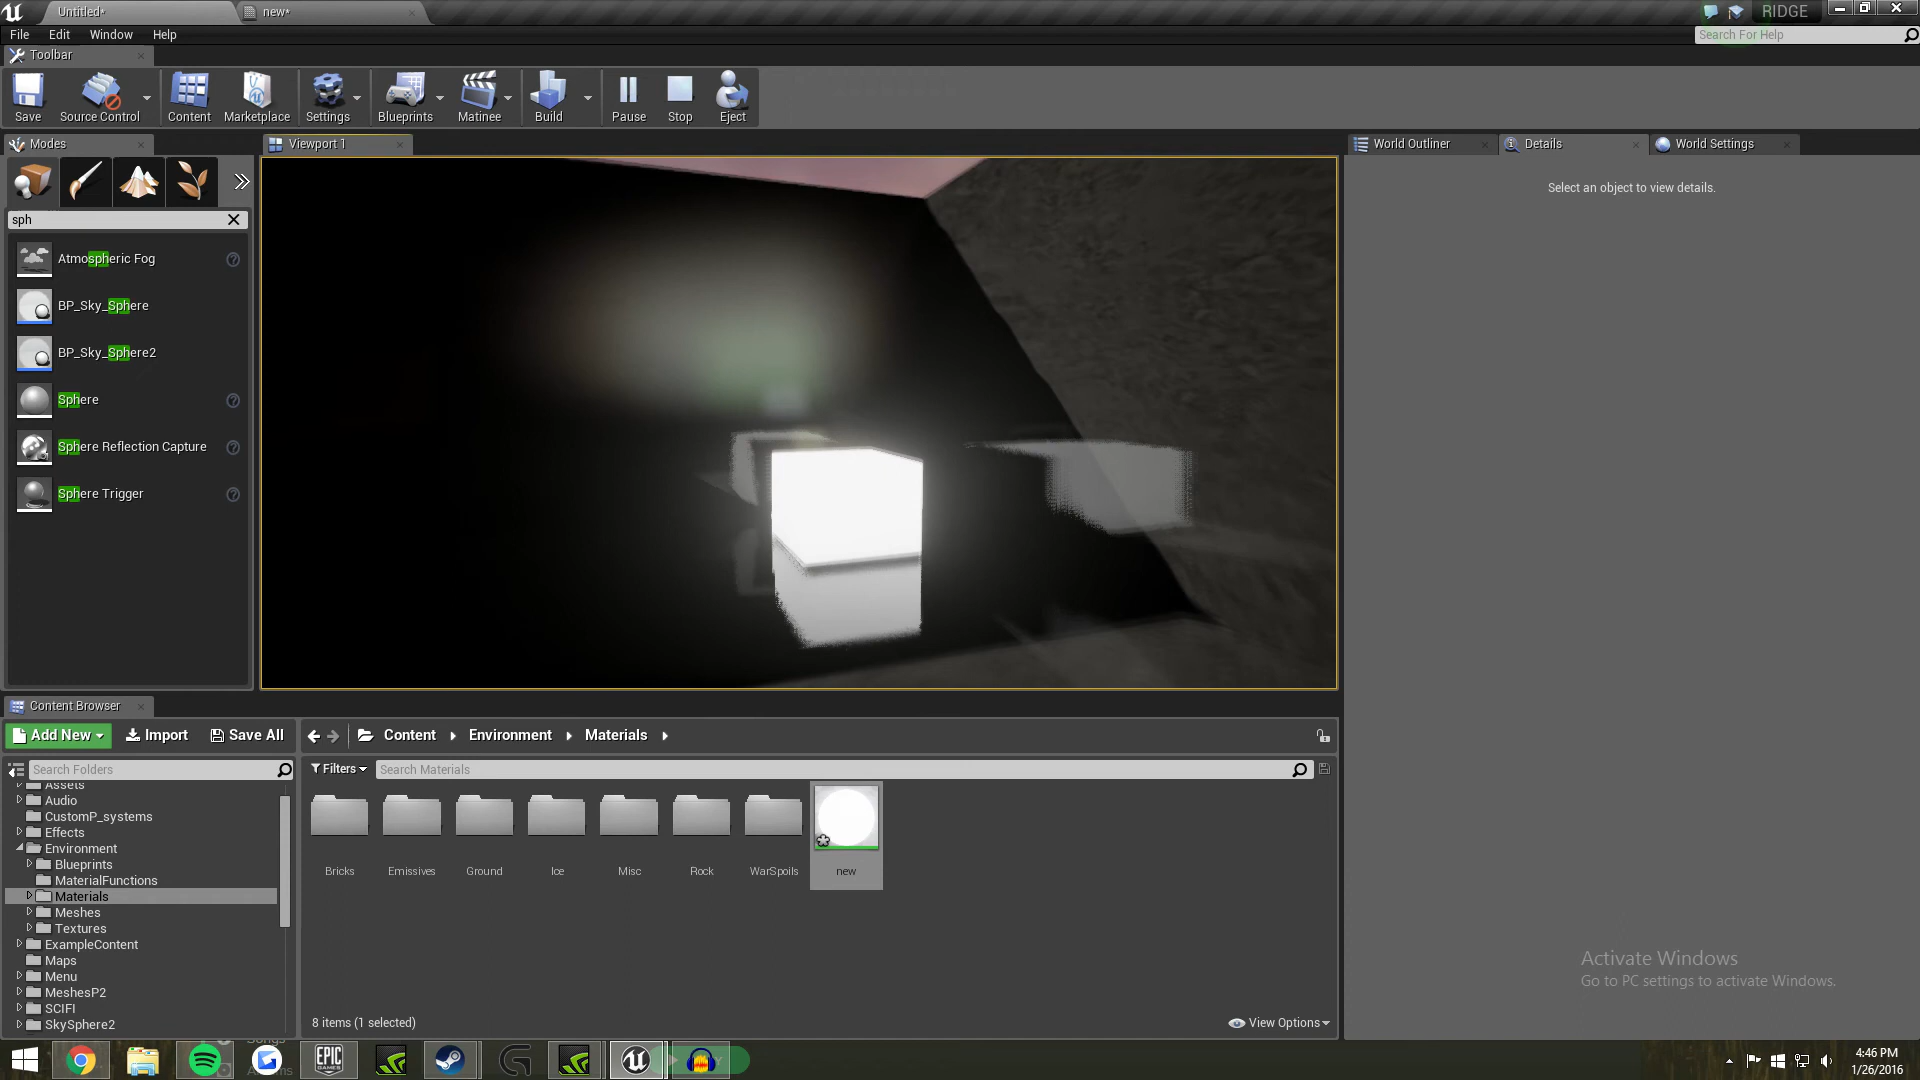 Untitled*
new*
RIDGE
File Edit Window Help
Search For Help
Toolbar
Save
Source Control
Content
Marketplace
Settings
Blueprints
Matinee
Build
Pause
Stop
Eject
Modes
Viewport 1
World Outliner
Details
World Settings
Select an object to view details.
sph
Atmospheric Fog
BP_Sky_Sphere
BP_Sky_Sphere2
Sphere
Sphere Reflection Capture
Sphere Trigger
Content Browser
Add New
Import
Save All
Content
Environment
Materials
Search Folders
Filters
Search Materials
Assets
Audio
CustomP_systems
Effects
Environment
Blueprints
MaterialFunctions
Materials
Meshes
Textures
ExampleContent
Maps
Menu
MeshesP2
SCIFI
SkySphere2
Bricks
Emissives
Ground
Ice
Misc
Rock
WarSpoils
new
8 items (1 selected)
View Options
Activate Windows
Go to PC settings to activate Windows.
EPIC
GAMES
4:46 PM
1/26/2016